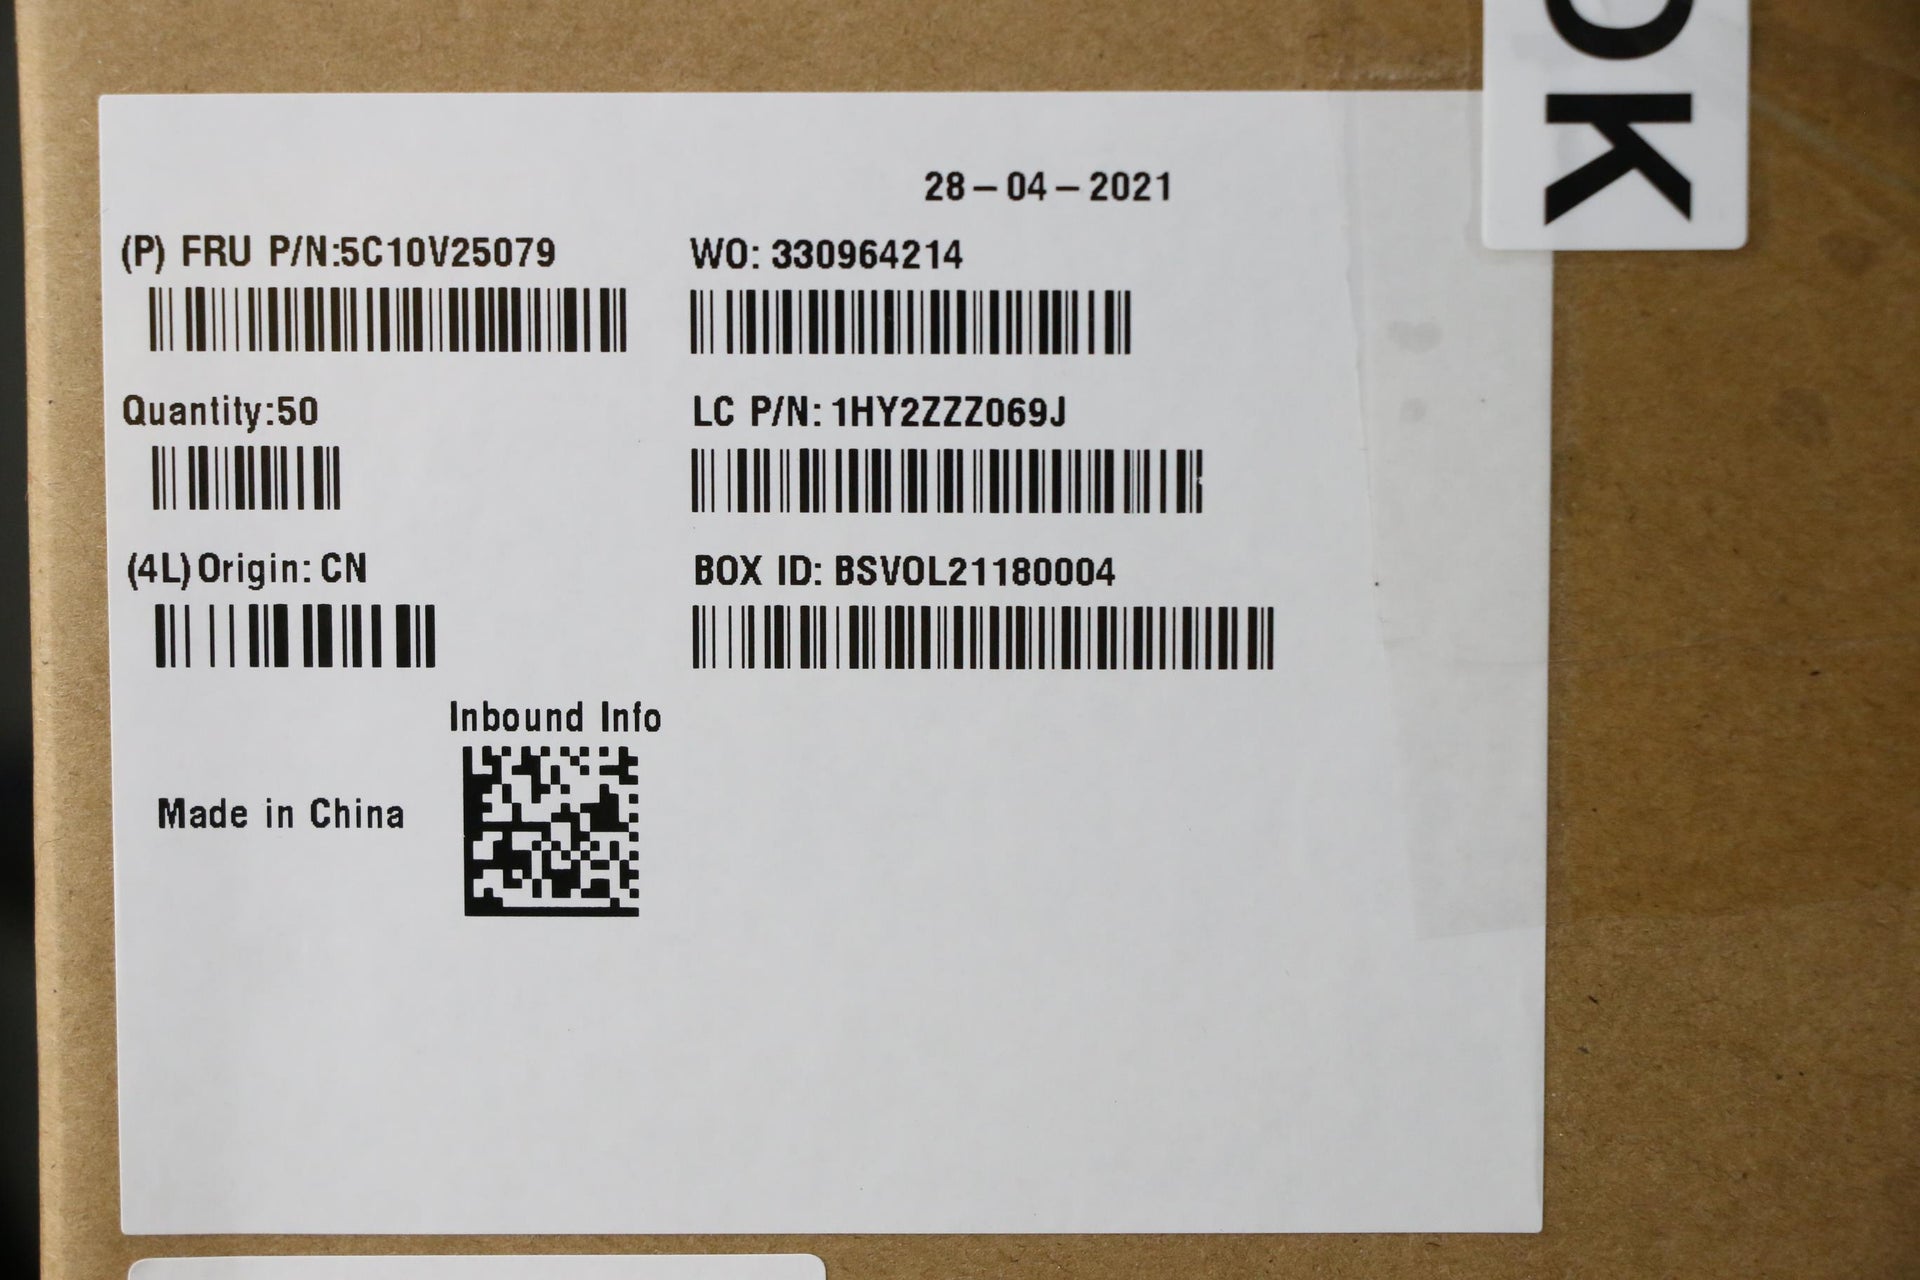 28-04-2021
(P) FRU P/N:5C10V25079
WO: 330964214
Quantity:50
LC P/N: 1HY2ZZZ069J
(4L)Origin: CN
BOX ID: BSVOL21180004
Inbound Info
Made in China
OK